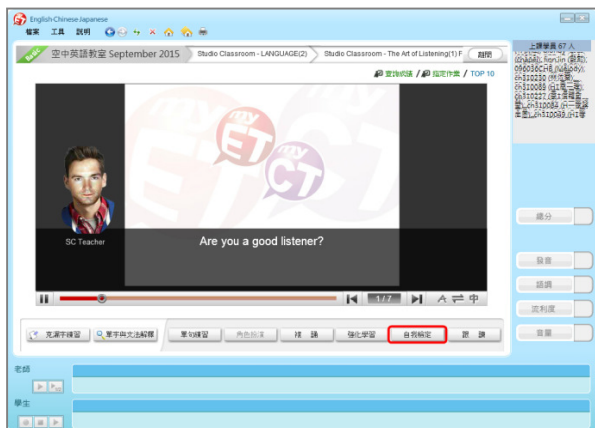 English-Chinese-Japanese
檔案 工具 說明
Basic 空中英語教室 September 2015 Studio Classroom - LANGUAGE(2) Studio Classroom - The Art of Listening(1) F 離開
查詢成績 / 指定作業 / TOP 10
上課學員 67 人
my ET
my CT
SC Teacher
Are you a good listener?
1/7 A 中
克漏字練習 單字與文法解釋 單句練習 角色扮演 複 誦 強化學習 自我檢定 跟 讀
總分
發音
語調
流利度
音量
老師
學生